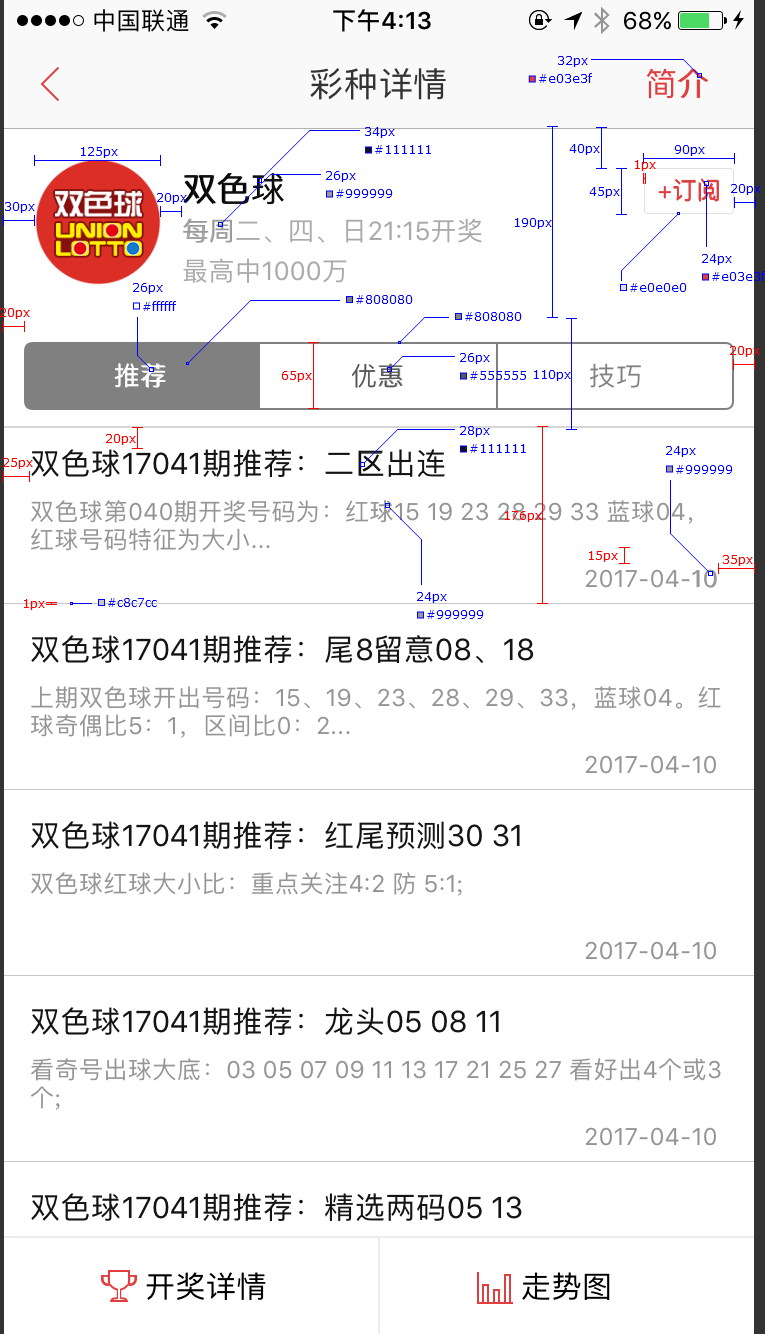 中国联通 下午4:13 68%
彩种详情 简介
32px
#e03e3f
125px 34px 40px 90px
#111111
1px
双色球 26px 45px +订阅 20px
双色球 20px #999999
UNION
LOTTO
30px 190px
每周二、四、日21:15开奖
24px
最高中1000万
#e03e3f
26px #e0e0e0
#ffffff #808080
20px #808080
20px
推荐 65px 优惠 26px 技巧
#555555 110px
20px 28px
#111111 24px
25px 双色球17041期推荐：二区出连 #999999
双色球第040期开奖号码为：红球15 19 23 28 29 33 蓝球04，
176px
红球号码特征为大小...
15px 35px
2017-04-10
24px
1px #c8c7cc
#999999
双色球17041期推荐：尾8留意08、18
上期双色球开出号码：15、19、23、28、29、33，蓝球04。红
球奇偶比5：1，区间比0：2...
2017-04-10
双色球17041期推荐：红尾预测30 31
双色球红球大小比：重点关注4:2 防 5:1;
2017-04-10
双色球17041期推荐：龙头05 08 11
看奇号出球大底：03 05 07 09 11 13 17 21 25 27 看好出4个或3
个;
2017-04-10
双色球17041期推荐：精选两码05 13
开奖详情 走势图